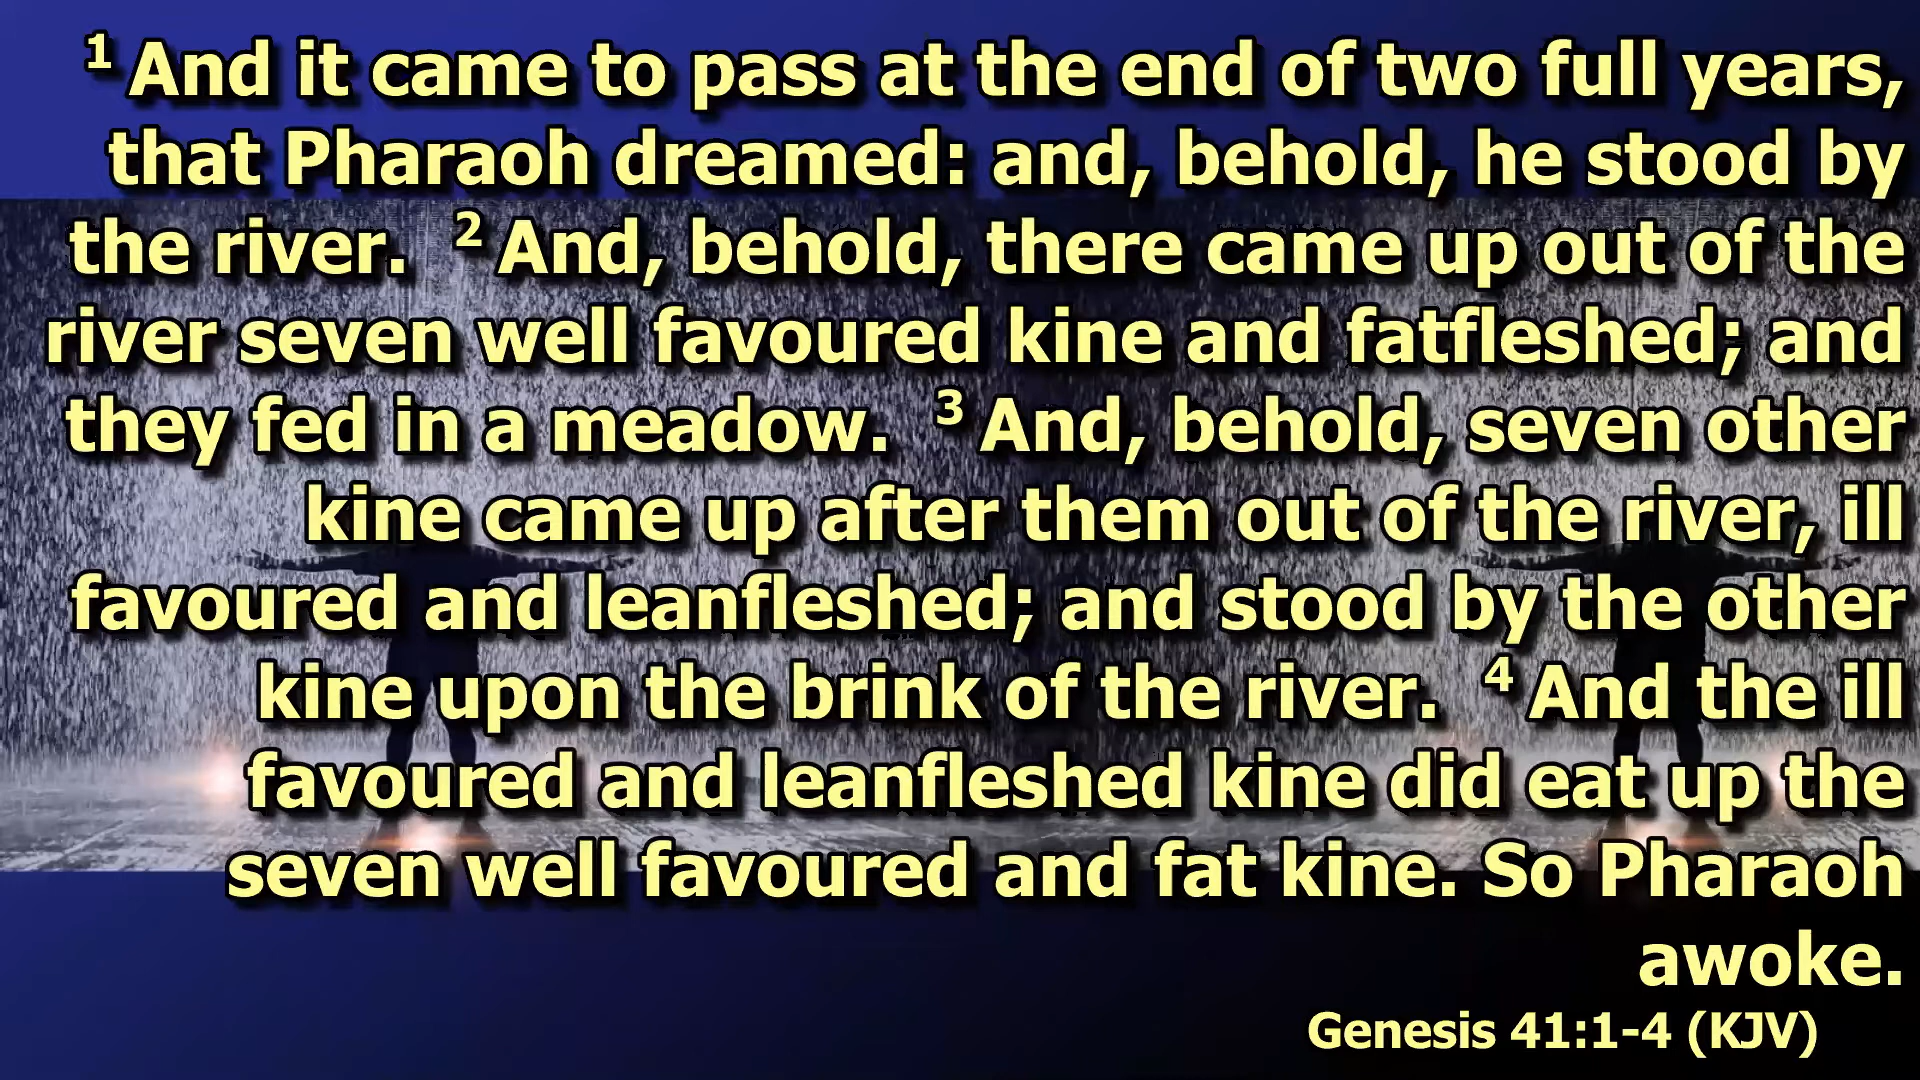 1 And it came to pass at the end of two full years,
that Pharaoh dreamed: and, behold, he stood by
the river. 2 And, behold, there came up out of the
river seven well favoured kine and fatfleshed; and
they fed in a meadow. 3 And, behold, seven other
kine came up after them out of the river, ill
favoured and leanfleshed; and stood by the other
kine upon the brink of the river. 4 And the ill
favoured and leanfleshed kine did eat up the
seven well favoured and fat kine. So Pharaoh
awoke.
Genesis 41:1-4 (KJV)